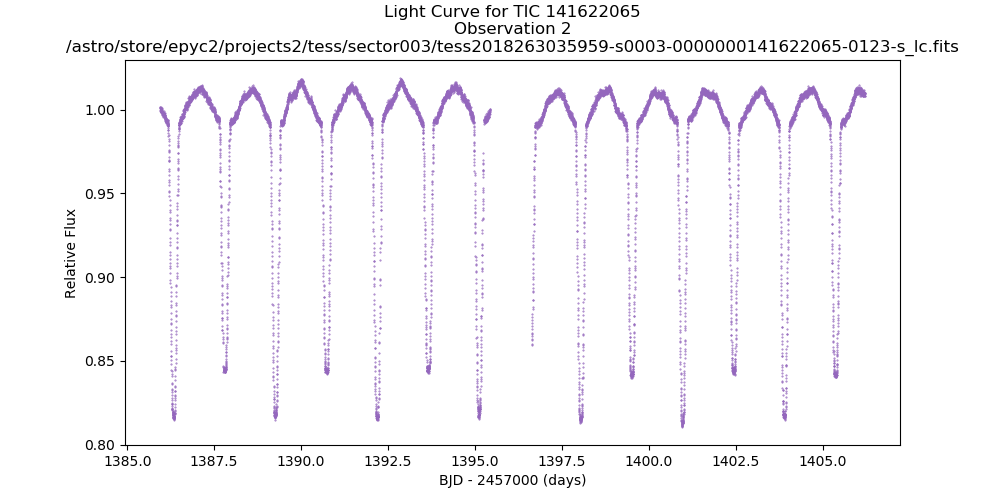 Light Curve for TIC 141622065
Observation 2
/astro/store/epyc2/projects2/tess/sector003/tess2018263035959-s0003-0000000141622065-0123-s_lc.fits
1.00
0.95
0.90
0.85
0.80
Relative Flux
1385.0 1387.5 1390.0 1392.5 1395.0 1397.5 1400.0 1402.5 1405.0
BJD - 2457000 (days)